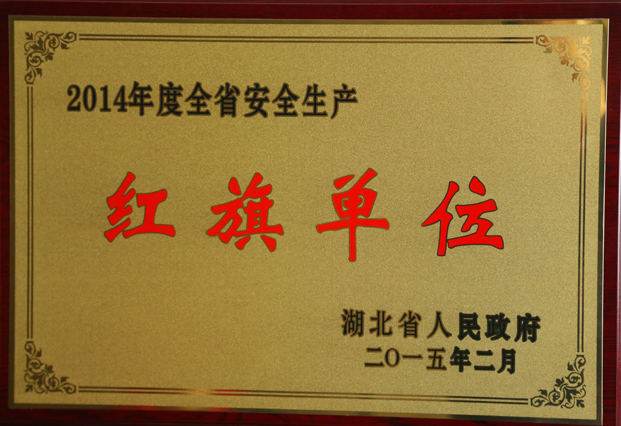 2014年度全省安全生产
红旗单位
湖北省人民政府
二〇一五年二月